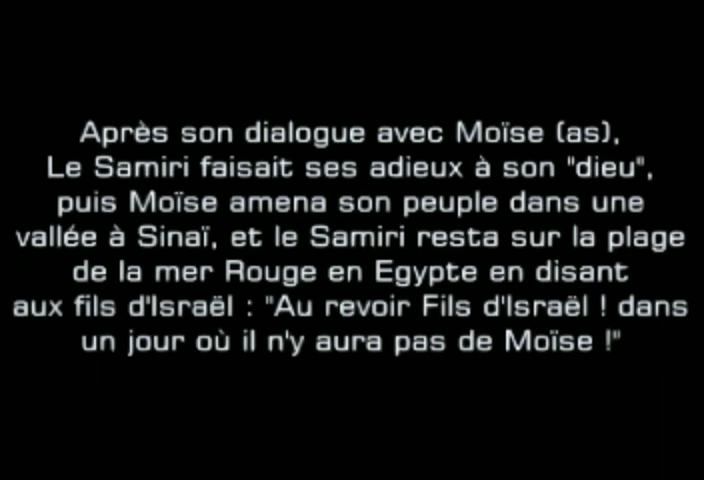 Après son dialogue avec Moïse (as),
Le Samiri faisait ses adieux à son "dieu",
puis Moïse amena son peuple dans une
vallée à Sinaï, et le Samiri resta sur la plage
de la mer Rouge en Egypte en disant
aux fils d'Israël : "Au revoir Fils d'Israël ! dans
un jour où il n'y aura pas de Moïse !"